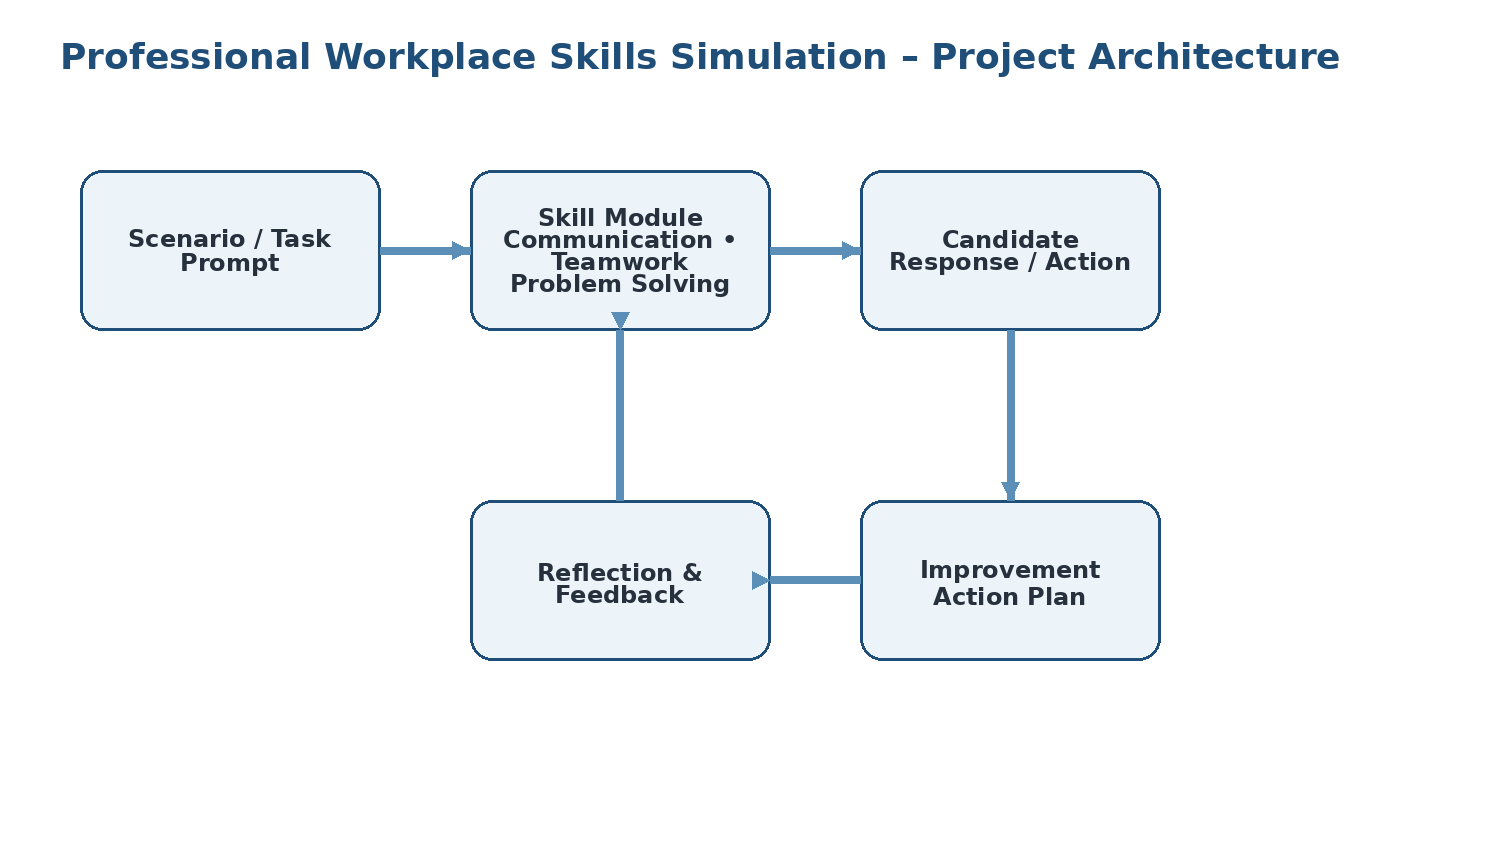 Professional Workplace Skills Simulation – Project Architecture
Scenario / Task
Prompt
Skill Module
Communication •
Teamwork
Problem Solving
Candidate
Response / Action
Reflection &
Feedback
Improvement
Action Plan